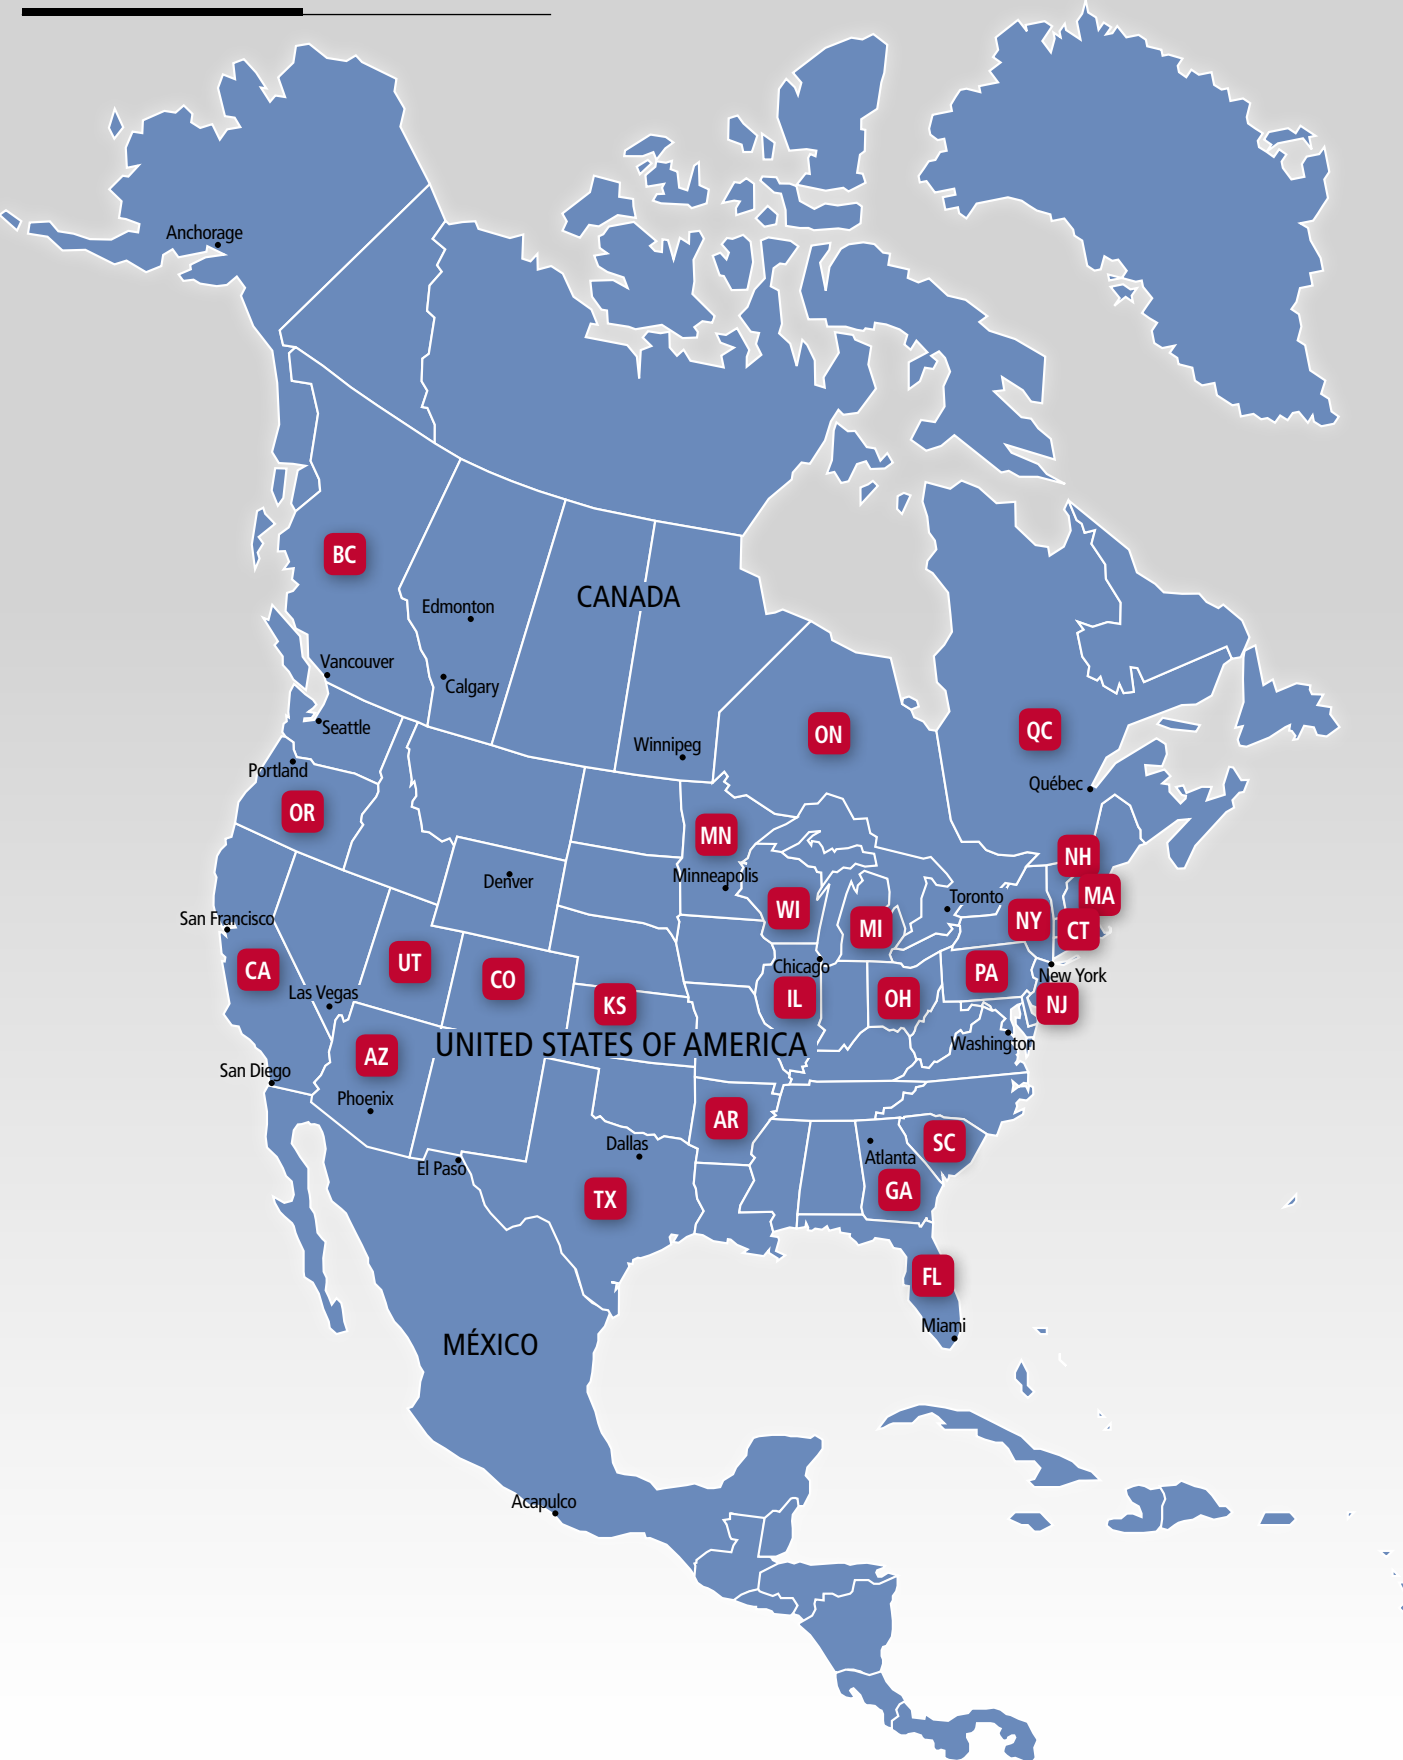 Anchorage
BC
CANADA
Edmonton
Vancouver
Calgary
Seattle
Winnipeg
ON
QC
Portland
Québec
OR
MN
NH
Minneapolis
Denver
Toronto
MA
WI
San Francisco
NY
MI
CT
CA
UT
Chicago
PA
New York
CO
Las Vegas
KS
IL
OH
NJ
UNITED STATES OF AMERICA
Washington
AZ
San Diego
Phoenix
AR
Dallas
SC
Atlanta
El Paso
GA
TX
FL
Miami
MÉXICO
Acapulco